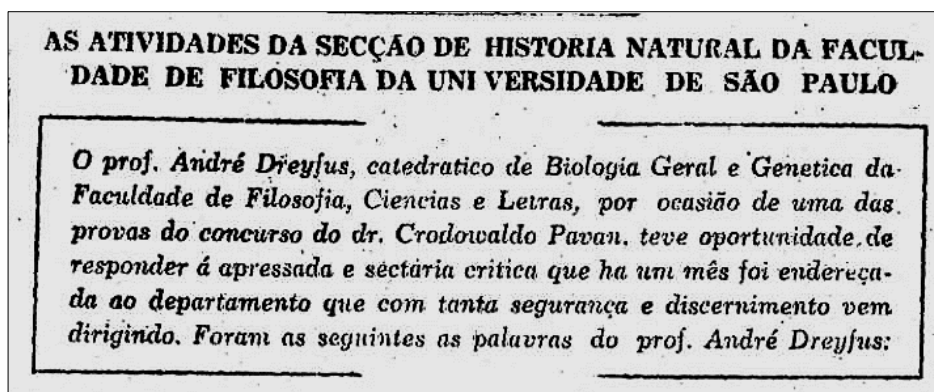 AS ATIVIDADES DA SECÇÃO DE HISTORIA NATURAL DA FACUL-
DADE DE FILOSOFIA DA UNI VERSIDADE DE SÃO PAULO
O prof. André Dreyfus, catedratico de Biologia Geral e Genetica da
Faculdade de Filosofia, Ciencias e Letras, por ocasião de uma das
provas do concurso do dr. Crodowaldo Pavan, teve oportunidade de
responder á apressada e sectária critica que ha um mês foi endereça-
da ao departamento que com tanta segurança e discernimento vem
dirigindo. Foram as seguintes as palavras do prof. André Dreyfus: